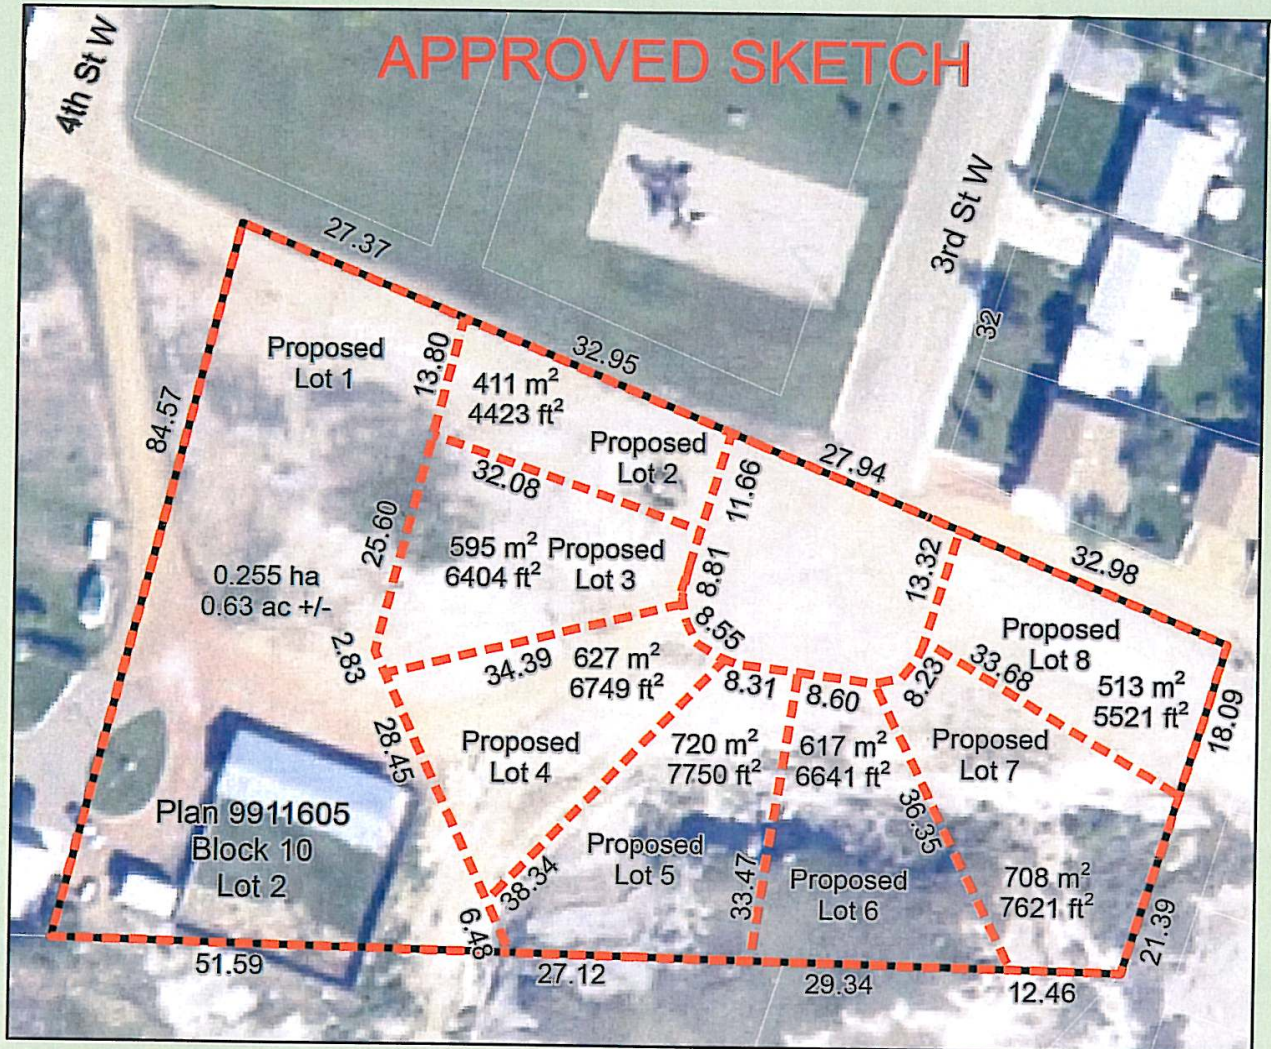 APPROVED SKETCH
4th St W
3rd St W
27.37
32
Proposed
Lot 1
13.80
32.95
411 m²
4423 ft²
Proposed
Lot 2
84.57
32.08
11.66
27.94
25.60
595 m²
6404 ft²
Proposed
Lot 3
8.81
13.32
32.98
0.255 ha
0.63 ac +/-
2.83
34.39
8.55
627 m²
6749 ft²
Proposed
Lot 8
33.68
513 m²
5521 ft²
18.09
8.31
8.60
8.23
28.45
Proposed
Lot 4
720 m²
7750 ft²
617 m²
6641 ft²
Proposed
Lot 7
36.35
Plan 9911605
Block 10
Lot 2
Proposed
Lot 5
38.34
33.47
Proposed
Lot 6
708 m²
7621 ft²
21.39
6.48
51.59
27.12
29.34
12.46